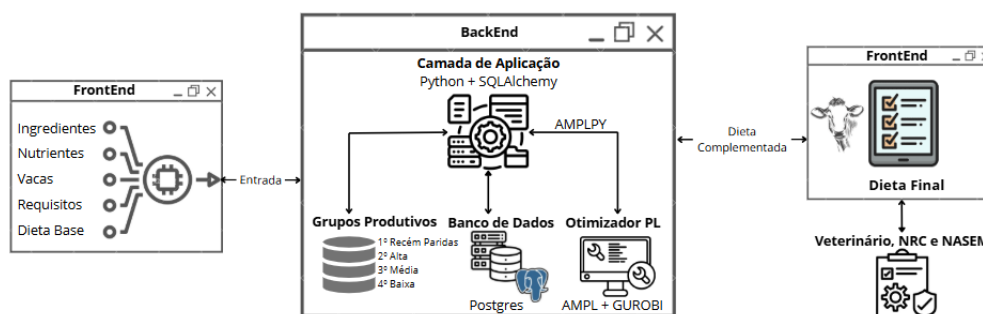 FrontEnd
Ingredientes
Nutrientes
Vacas
Requisitos
Dieta Base
Entrada
BackEnd
Camada de Aplicação
Python + SQLAlchemy
AMPLPY
Grupos Produtivos
1º Recém Paridas
2º Alta
3º Média
4º Baixa
Banco de Dados
Postgres
Otimizador PL
AMPL + GUROBI
Dieta
Complementada
FrontEnd
Dieta Final
Veterinário, NRC e NASEM